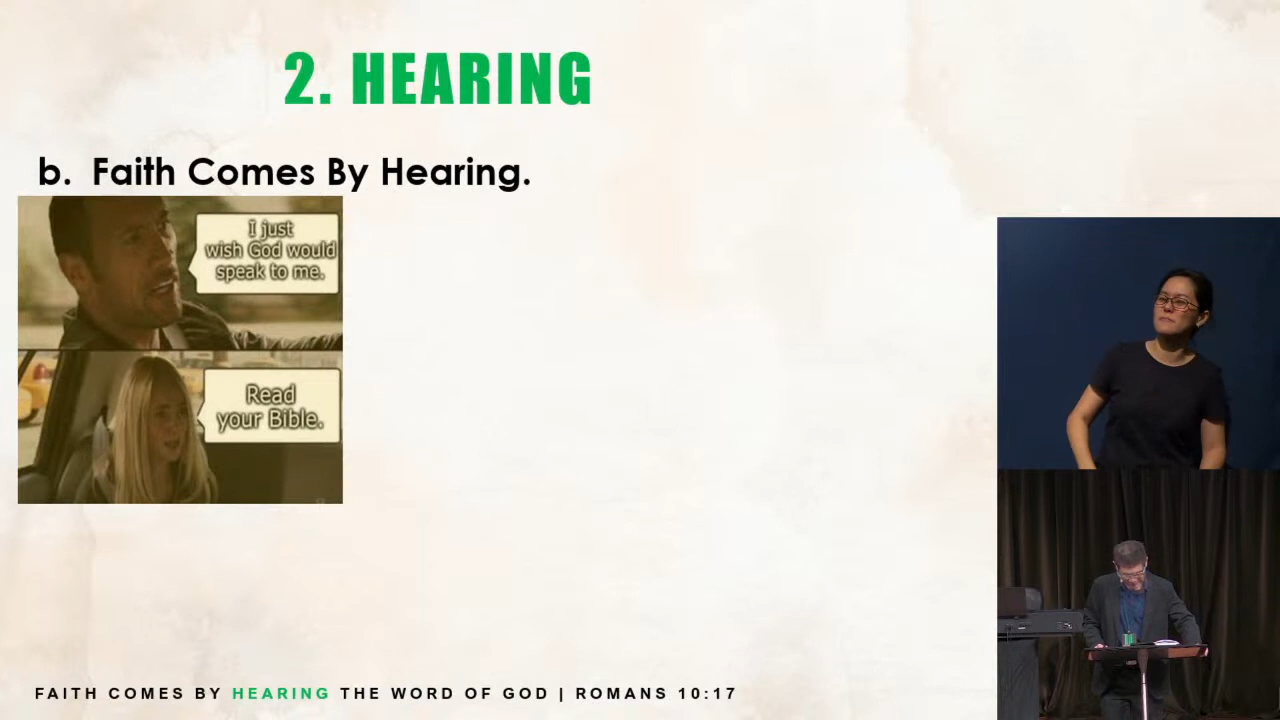 2. HEARING
b. Faith Comes By Hearing.
I just
wish God would
speak to me.
Read
your Bible.
FAITH COMES BY HEARING THE WORD OF GOD | ROMANS 10:17